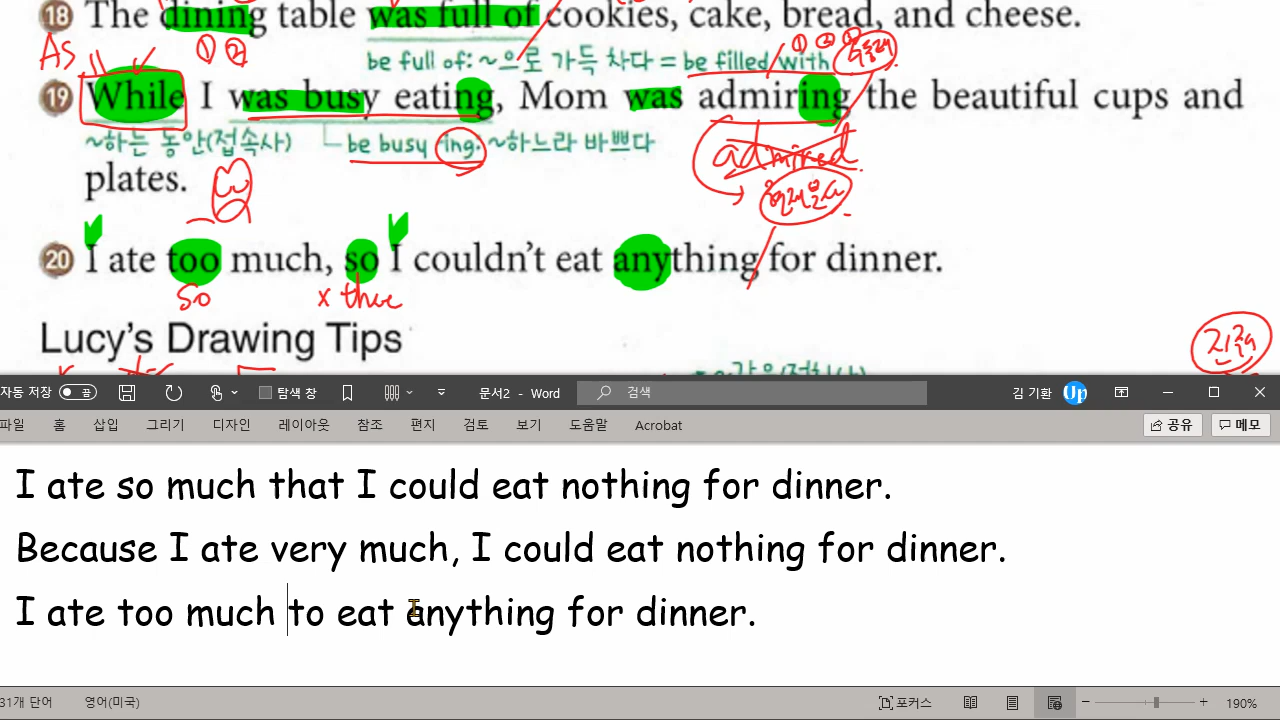 18 The dining table was full of cookies, cake, bread, and cheese.
As
① ②
be full of: ~으로 가득 차다 = be filled with
19 While I was busy eating, Mom was admiring the beautiful cups and
~하는 동안(접속사) be busy ing: ~하느라 바쁘다
admired
plates.
20 I ate too much, so I couldn't eat anything for dinner.
so x
Lucy's Drawing Tips
자동 저장 끔 탐색 창 문서2 - Word 검색 김 기환 Up
파일 홈 삽입 그리기 디자인 레이아웃 참조 편지 검토 보기 도움말 Acrobat 공유 메모
I ate so much that I could eat nothing for dinner.
Because I ate very much, I could eat nothing for dinner.
I ate too much to eat anything for dinner.
31개 단어 영어(미국) 포커스 190%